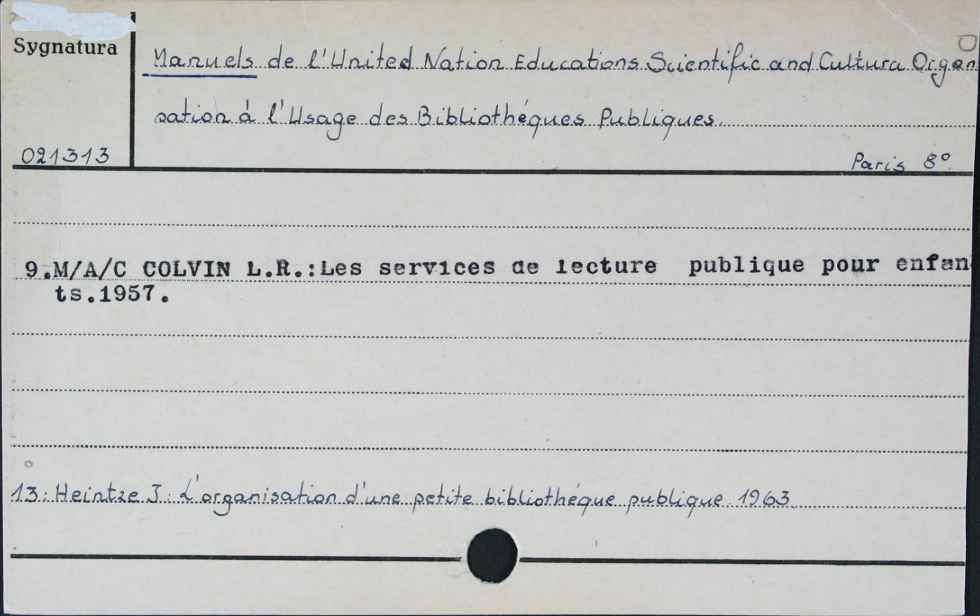 Sygnatura
Manuels de l'United Nation Educations Scientific and Cultura Organ
sation à l'Usage des Bibliothéques Publiques.
021313
Paris 8°
9.M/A/C COLVIN L.R.:Les services de lecture publique pour enfan
ts.1957.
13: Heintze J: L'organisation d'une petite bibliothéque publique 1963